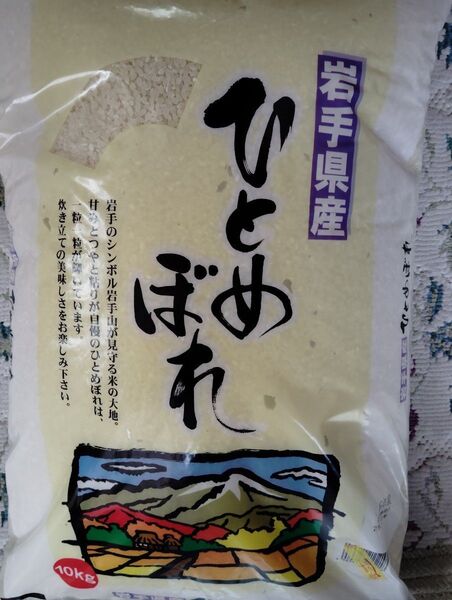 岩手県産
ひとめ
ぼれ
岩手のシンボル岩手山が見守る米の大地。
甘めとつやと粘りが自慢のひとめぼれは、
一粒一粒が輝いています。
炊き立ての美味しさをお楽しみ下さい。
10kg